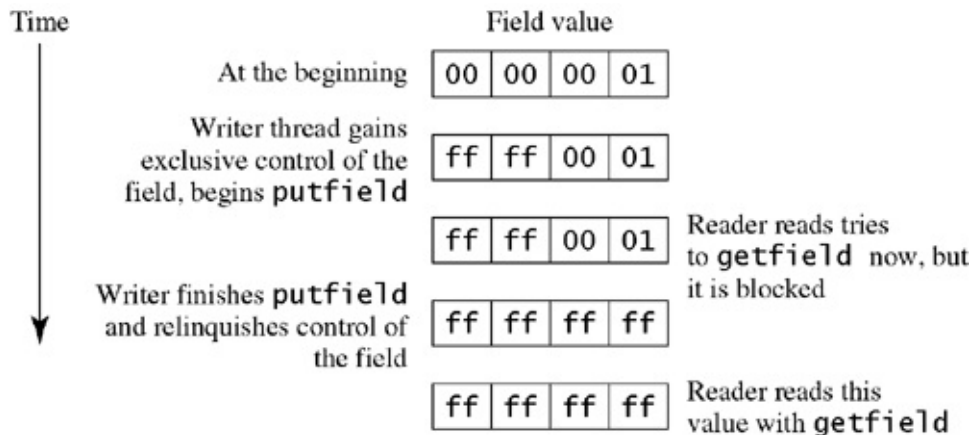 Time
Field value
At the beginning
00 00 00 01
Writer thread gains
exclusive control of the
field, begins putfield
ff ff 00 01
ff ff 00 01
Reader reads tries
to getfield now, but
it is blocked
Writer finishes putfield
and relinquishes control of
the field
ff ff ff ff
ff ff ff ff
Reader reads this
value with getfield